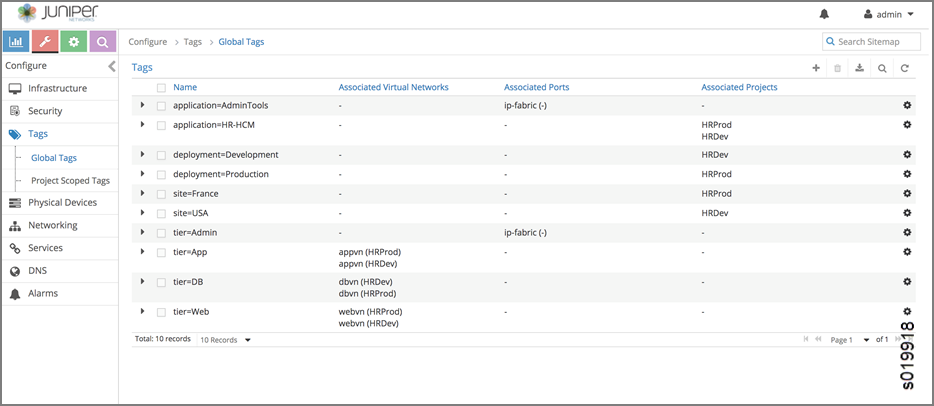 JUNIPER
NETWORKS
admin
Configure > Tags > Global Tags
Search Sitemap
Configure
Infrastructure
Security
Tags
Global Tags
Project Scoped Tags
Physical Devices
Networking
Services
DNS
Alarms
Tags
Name Associated Virtual Networks Associated Ports Associated Projects
application=AdminTools - ip-fabric (-) -
application=HR-HCM - - HRProd
HRDev
deployment=Development - - HRDev
deployment=Production - - HRProd
site=France - - HRProd
site=USA - - HRDev
tier=Admin - ip-fabric (-) -
tier=App appvn (HRProd) - -
appvn (HRDev)
tier=DB dbvn (HRDev) - -
dbvn (HRProd)
tier=Web webvn (HRProd) - -
webvn (HRDev)
Total: 10 records 10 Records Page 1 of 1
s019918